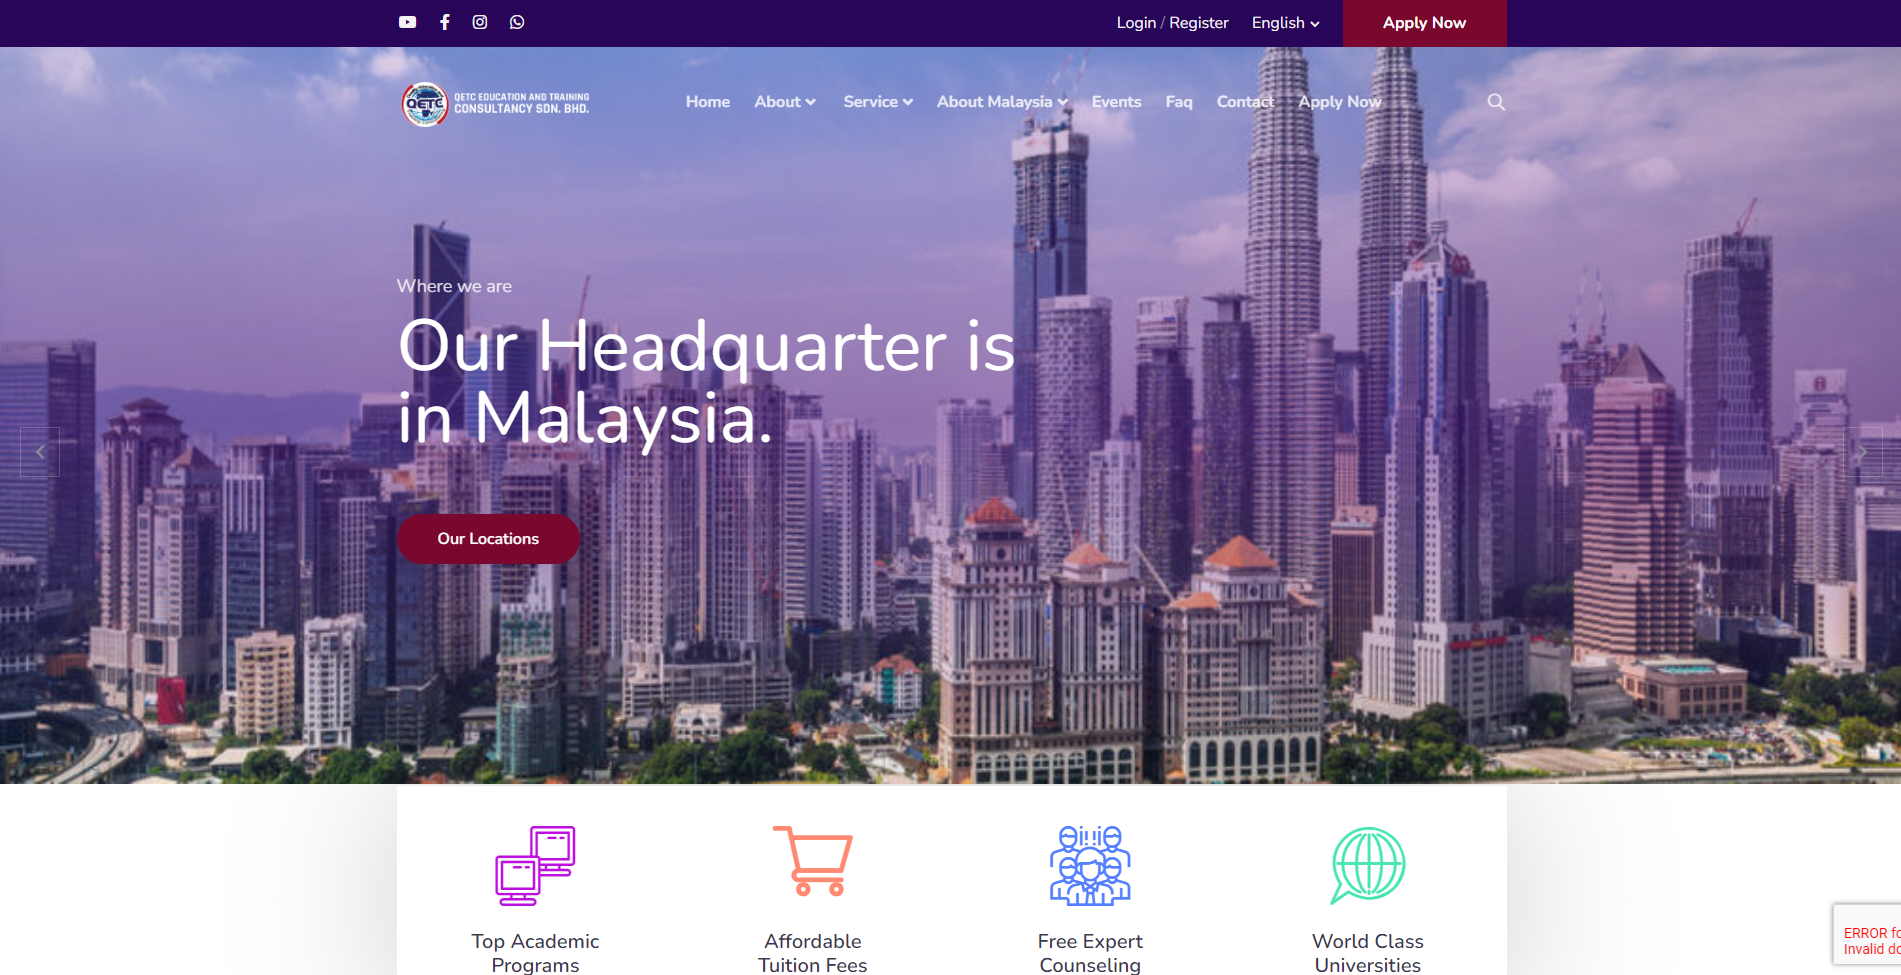 Login / Register
English
Apply Now
QETC
QETC EDUCATION AND TRAINING
CONSULTANCY SDN. BHD.
Home
About
Service
About Malaysia
Events
Faq
Contact
Apply Now
Where we are
Our Headquarter is
in Malaysia.
Our Locations
Top Academic
Programs
Affordable
Tuition Fees
Free Expert
Counseling
World Class
Universities
ERROR
Invalid